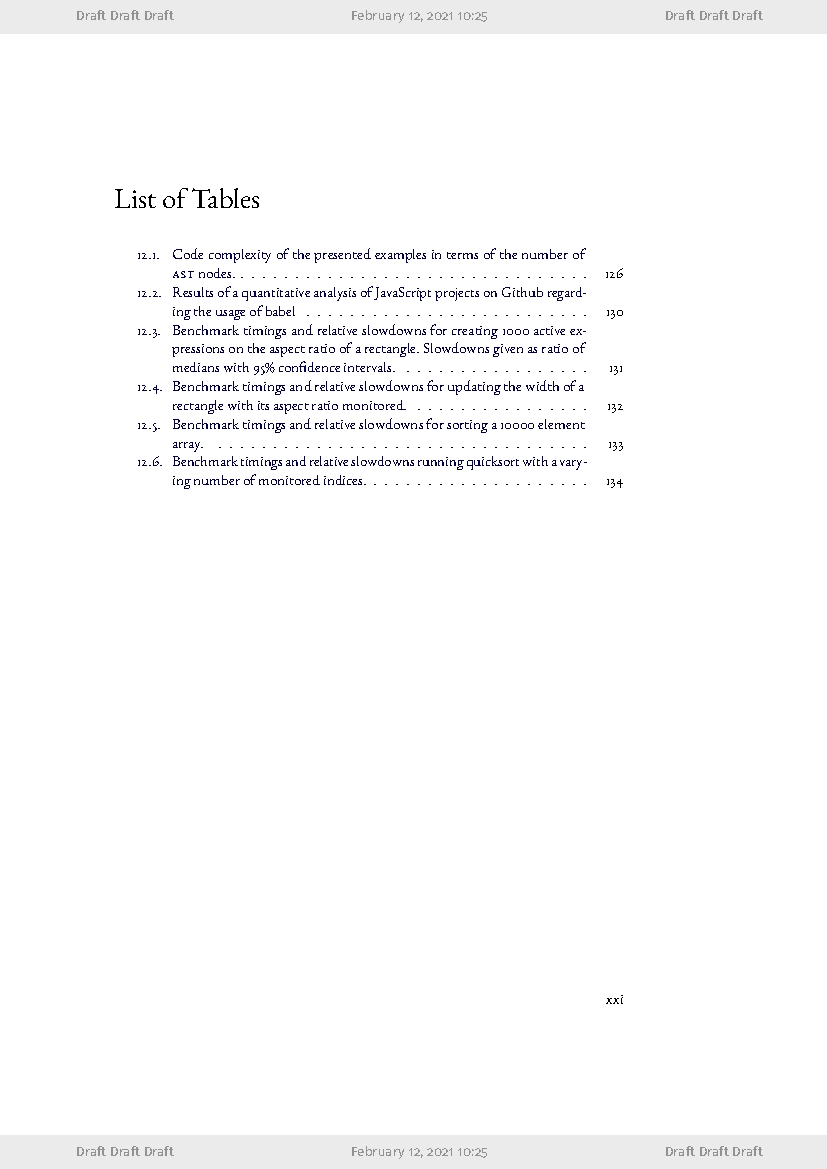 Draft Draft Draft February 12, 2021 10:25 Draft Draft Draft
List of Tables
12.1. Code complexity of the presented examples in terms of the number of
AST nodes. . . . . . . . . . . . . . . . . . . . . . . . . . . . . . . . . 126
12.2. Results of a quantitative analysis of JavaScript projects on Github regard-
ing the usage of babel . . . . . . . . . . . . . . . . . . . . . . . . . . 130
12.3. Benchmark timings and relative slowdowns for creating 1000 active ex-
pressions on the aspect ratio of a rectangle. Slowdowns given as ratio of
medians with 95% confidence intervals. . . . . . . . . . . . . . . . . . 131
12.4. Benchmark timings and relative slowdowns for updating the width of a
rectangle with its aspect ratio monitored. . . . . . . . . . . . . . . . . 132
12.5. Benchmark timings and relative slowdowns for sorting a 10000 element
array. . . . . . . . . . . . . . . . . . . . . . . . . . . . . . . . . . . 133
12.6. Benchmark timings and relative slowdowns running quicksort with a vary-
ing number of monitored indices. . . . . . . . . . . . . . . . . . . . . 134
xxi
Draft Draft Draft February 12, 2021 10:25 Draft Draft Draft